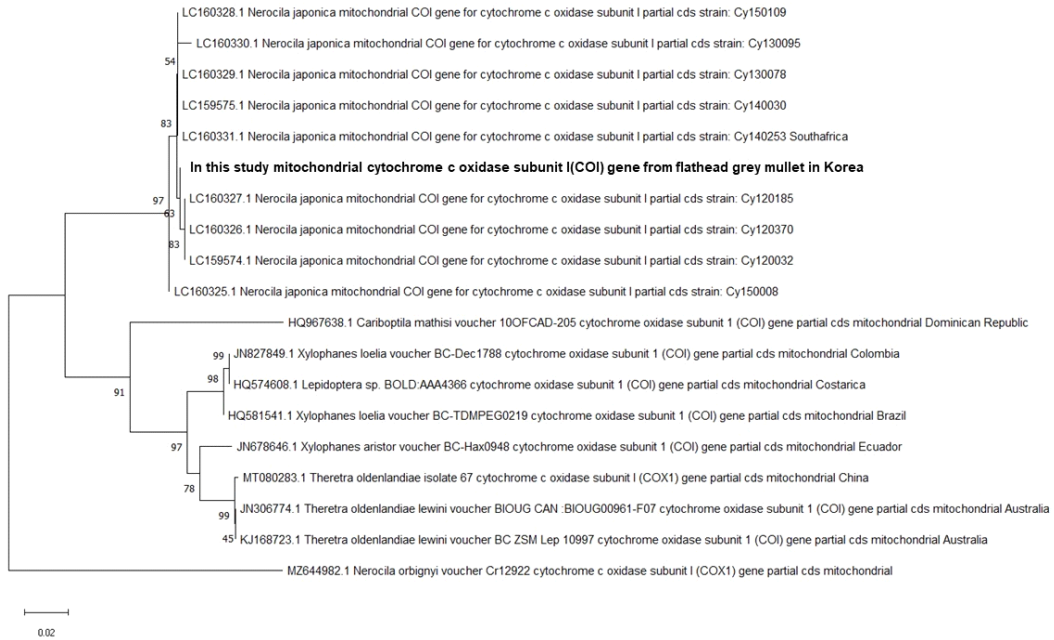 LC160328.1 Nerocila japonica mitochondrial COI gene for cytochrome c oxidase subunit I partial cds strain: Cy150109
LC160330.1 Nerocila japonica mitochondrial COI gene for cytochrome c oxidase subunit I partial cds strain: Cy130095
54
LC160329.1 Nerocila japonica mitochondrial COI gene for cytochrome c oxidase subunit I partial cds strain: Cy130078
LC159575.1 Nerocila japonica mitochondrial COI gene for cytochrome c oxidase subunit I partial cds strain: Cy140030
83
LC160331.1 Nerocila japonica mitochondrial COI gene for cytochrome c oxidase subunit I partial cds strain: Cy140253 Southafrica
In this study mitochondrial cytochrome c oxidase subunit I(COI) gene from flathead grey mullet in Korea
97
LC160327.1 Nerocila japonica mitochondrial COI gene for cytochrome c oxidase subunit I partial cds strain: Cy120185
63
LC160326.1 Nerocila japonica mitochondrial COI gene for cytochrome c oxidase subunit I partial cds strain: Cy120370
83
LC159574.1 Nerocila japonica mitochondrial COI gene for cytochrome c oxidase subunit I partial cds strain: Cy120032
LC160325.1 Nerocila japonica mitochondrial COI gene for cytochrome c oxidase subunit I partial cds strain: Cy150008
HQ967638.1 Cariboptila mathisi voucher 10OFCAD-205 cytochrome oxidase subunit 1 (COI) gene partial cds mitochondrial Dominican Republic
99
JN827849.1 Xylophanes loelia voucher BC-Dec1788 cytochrome oxidase subunit 1 (COI) gene partial cds mitochondrial Colombia
98
HQ574608.1 Lepidoptera sp. BOLD:AAA4366 cytochrome oxidase subunit 1 (COI) gene partial cds mitochondrial Costarica
91
HQ581541.1 Xylophanes loelia voucher BC-TDMPEG0219 cytochrome oxidase subunit 1 (COI) gene partial cds mitochondrial Brazil
97
JN678646.1 Xylophanes aristor voucher BC-Hax0948 cytochrome oxidase subunit 1 (COI) gene partial cds mitochondrial Ecuador
MT080283.1 Theretra oldenlandiae isolate 67 cytochrome c oxidase subunit I (COX1) gene partial cds mitochondrial China
78
JN306774.1 Theretra oldenlandiae lewini voucher BIOUG CAN :BIOUG00961-F07 cytochrome oxidase subunit 1 (COI) gene partial cds mitochondrial Australia
99
45
KJ168723.1 Theretra oldenlandiae lewini voucher BC ZSM Lep 10997 cytochrome oxidase subunit 1 (COI) gene partial cds mitochondrial Australia
MZ644982.1 Nerocila orbignyi voucher Cr12922 cytochrome c oxidase subunit I (COX1) gene partial cds mitochondrial
0.02